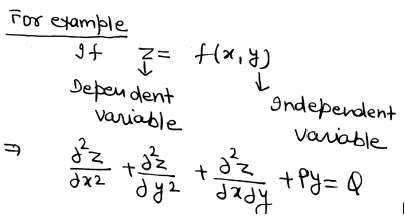 For example
If z = f(x, y)
↓ ↓
Dependent variable
Independent variable
⇒ ∂²z/∂x² + ∂²z/∂y² + ∂²z/∂x∂y + Py = Q